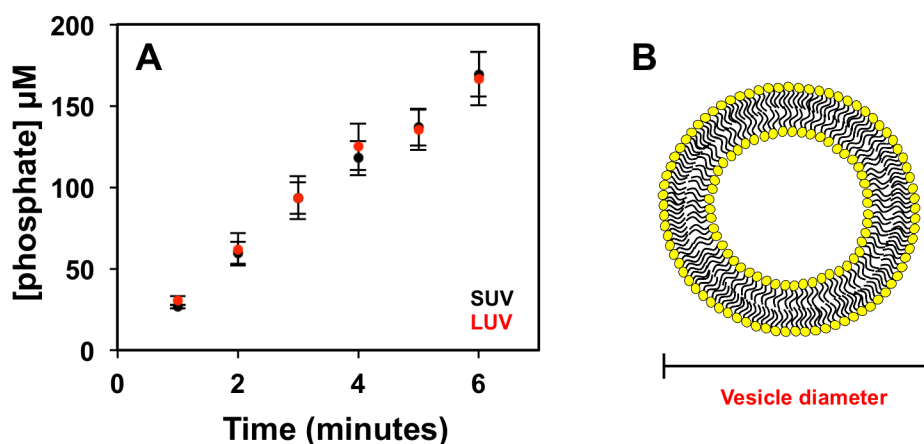 A
B
[phosphate] µM
200
150
100
50
0
SUV
LUV
0
2
4
6
Time (minutes)
Vesicle diameter